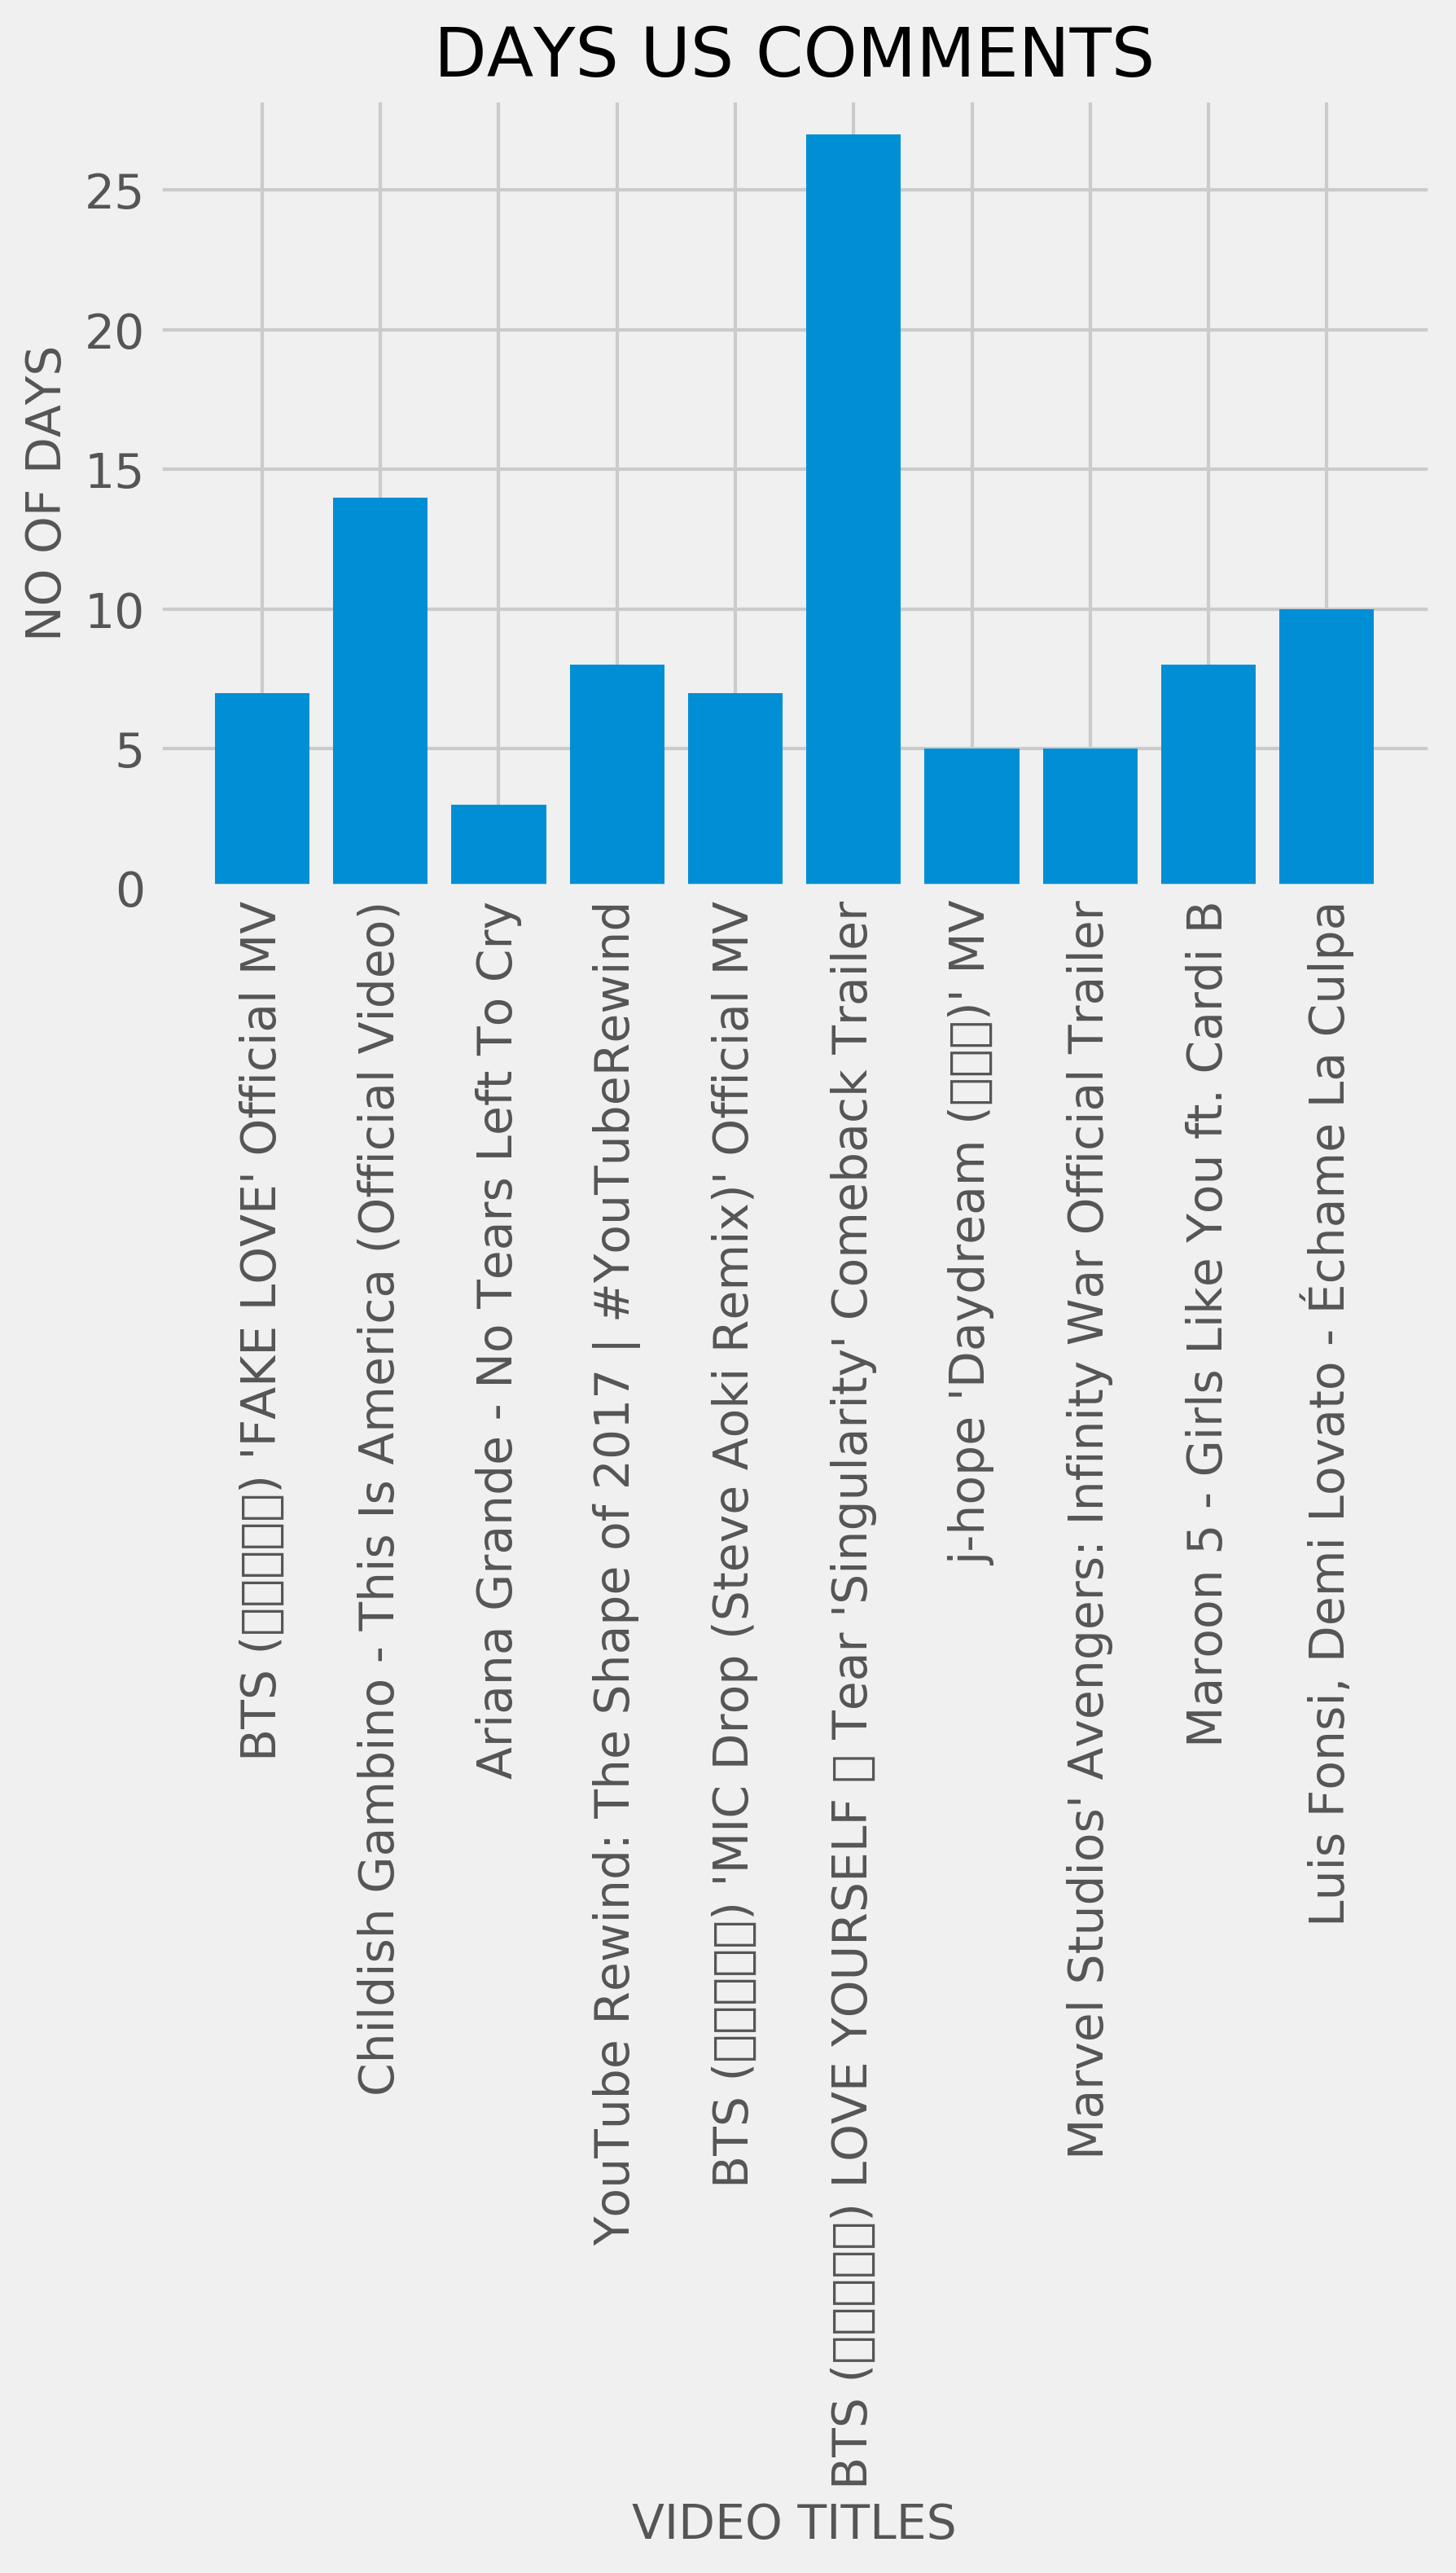 DAYS US COMMENTS
NO OF DAYS
25
20
15
10
5
0
BTS (□□□□□) 'FAKE LOVE' Official MV
Childish Gambino - This Is America (Official Video)
Ariana Grande - No Tears Left To Cry
YouTube Rewind: The Shape of 2017 | #YouTubeRewind
BTS (□□□□□) 'MIC Drop (Steve Aoki Remix)' Official MV
BTS (□□□□□) LOVE YOURSELF □ Tear 'Singularity' Comeback Trailer
j-hope 'Daydream (□□□)' MV
Marvel Studios' Avengers: Infinity War Official Trailer
Maroon 5 - Girls Like You ft. Cardi B
Luis Fonsi, Demi Lovato - Échame La Culpa
VIDEO TITLES